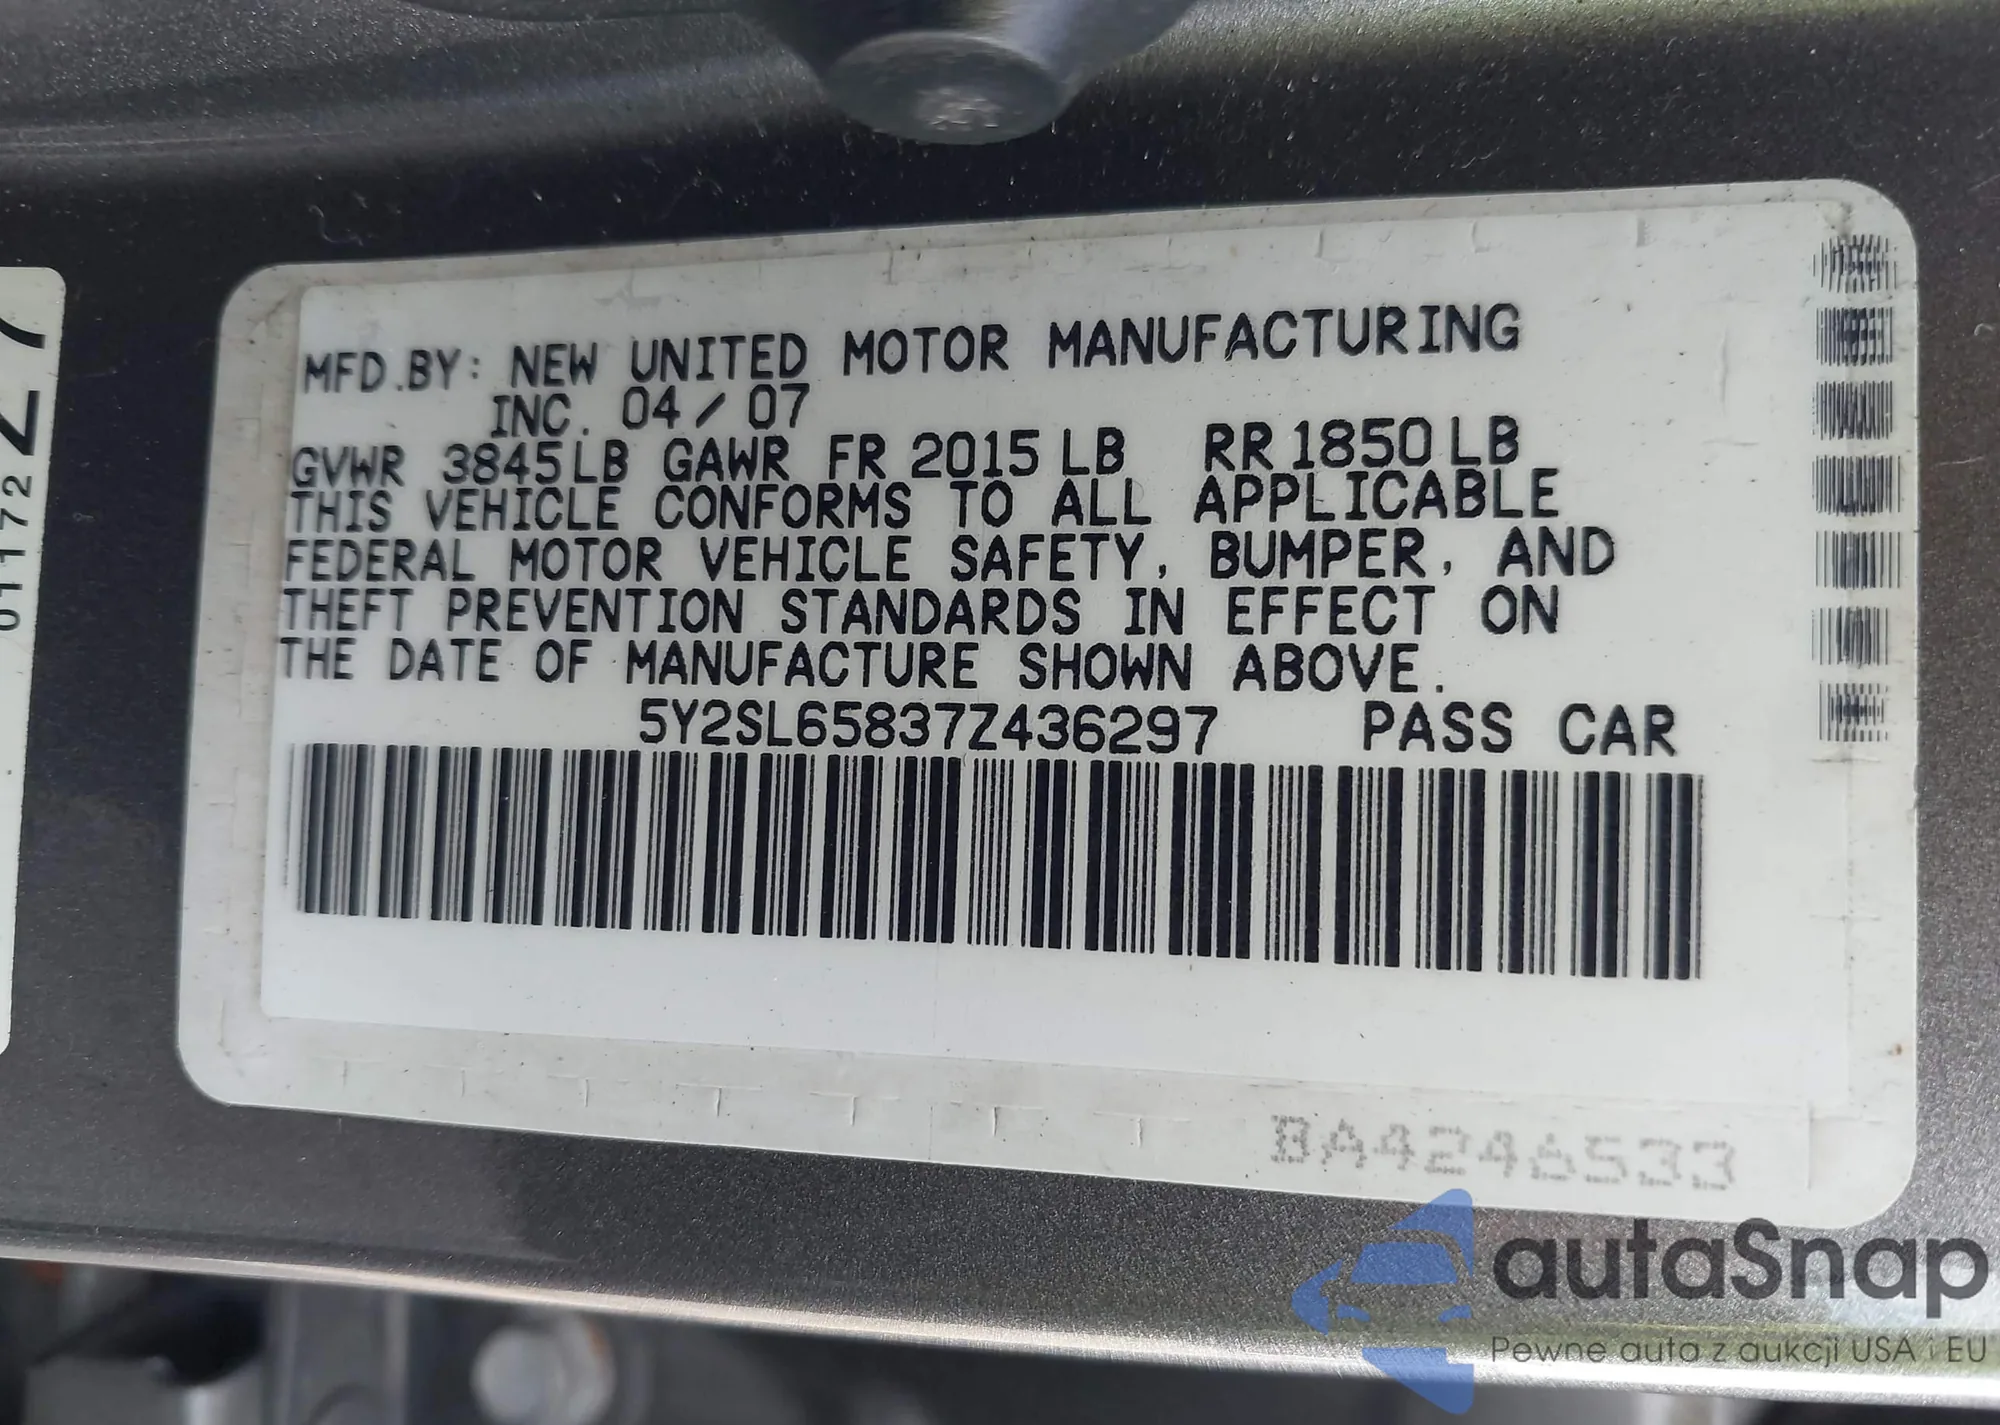 MFD.BY: NEW UNITED MOTOR MANUFACTURING
INC. 04/07
GVWR 3845LB GAWR FR 2015LB RR 1850LB
THIS VEHICLE CONFORMS TO ALL APPLICABLE
FEDERAL MOTOR VEHICLE SAFETY, BUMPER, AND
THEFT PREVENTION STANDARDS IN EFFECT ON
THE DATE OF MANUFACTURE SHOWN ABOVE.
5Y2SL65837Z436297 PASS CAR
BA4246533
01172
autaSnap
Pewne auta z aukcji USA i EU